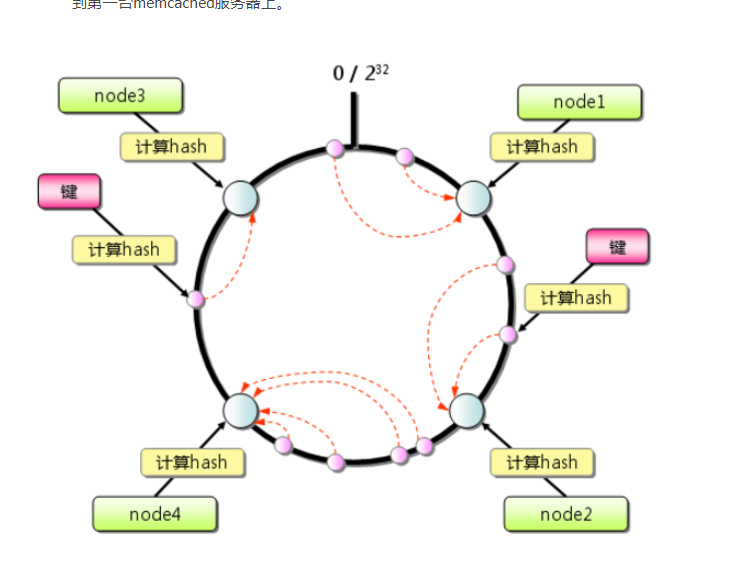 到第一台memcached服务器上。
0 / 2³²
node3
node1
计算hash
计算hash
键
键
计算hash
计算hash
计算hash
计算hash
node4
node2